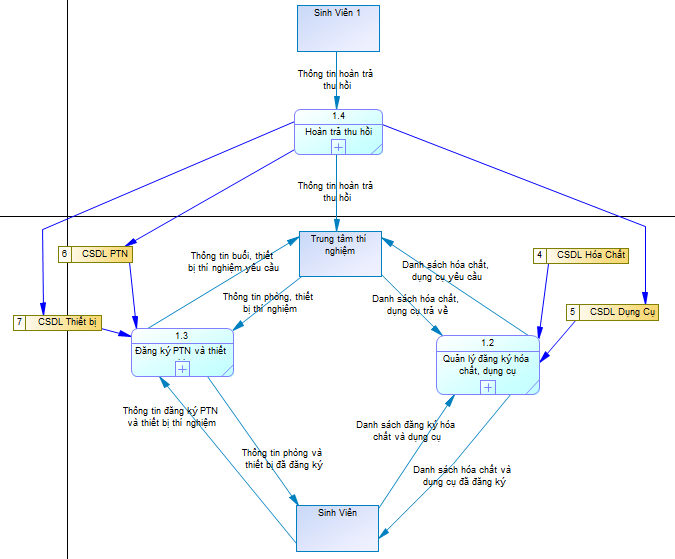 Sinh Viên 1
Thông tin hoàn trả
thu hồi
1.4
Hoàn trả thu hồi
Thông tin hoàn trả
thu hồi
Trung tâm thí
nghiệm
6 CSDL PTN
4 CSDL Hóa Chất
Thông tin buổi, thiết
bị thí nghiệm yêu cầu
Danh sách hóa chất,
dụng cụ yêu cầu
Thông tin phòng, thiết
bị thí nghiệm
Danh sách hóa chất,
dụng cụ trả về
7 CSDL Thiết bị
5 CSDL Dụng Cụ
1.3
Đăng ký PTN và thiết
1.2
Quản lý đăng ký hóa
chất, dụng cụ
Thông tin đăng ký PTN
và thiết bị thí nghiệm
Danh sách đăng ký hóa
chất và dụng cụ
Thông tin phòng và
thiết bị đã đăng ký
Danh sách hóa chất và
dụng cụ đã đăng ký
Sinh Viên